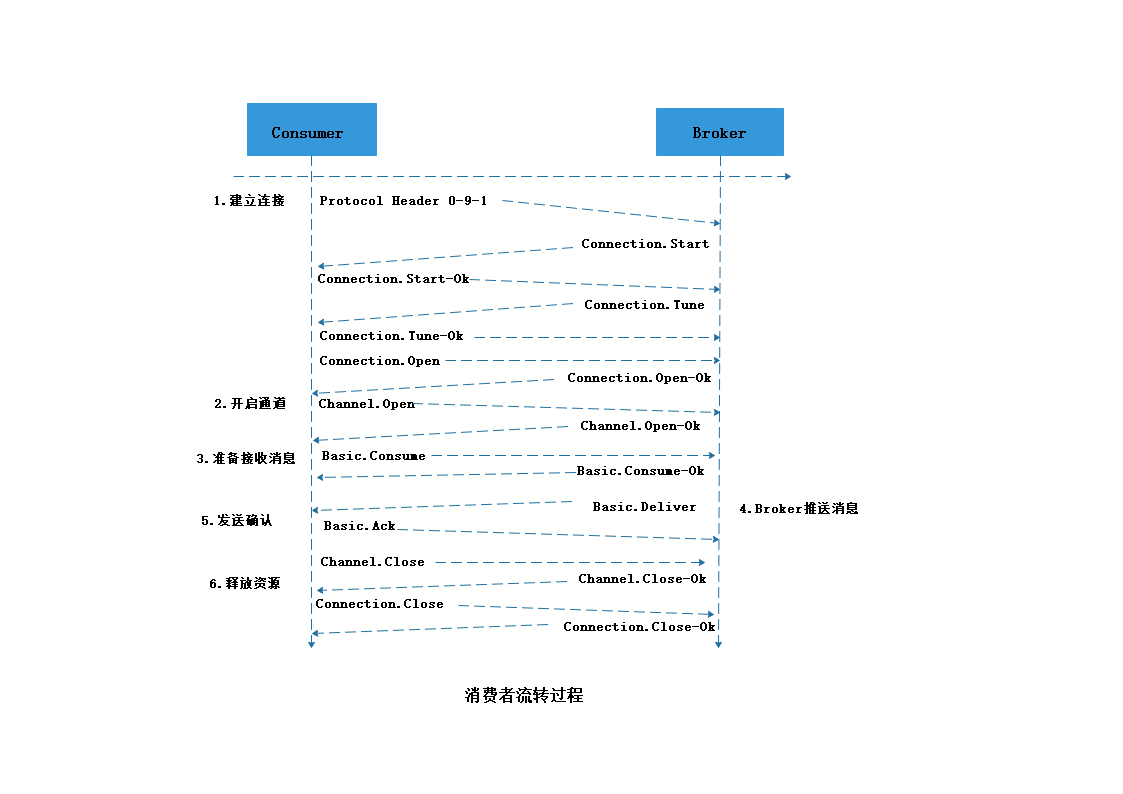 Consumer
Broker
1.建立连接
Protocol Header 0-9-1
Connection.Start
Connection.Start-Ok
Connection.Tune
Connection.Tune-Ok
Connection.Open
Connection.Open-Ok
2.开启通道
Channel.Open
Channel.Open-Ok
3.准备接收消息
Basic.Consume
Basic.Consume-Ok
Basic.Deliver
4.Broker推送消息
5.发送确认
Basic.Ack
Channel.Close
6.释放资源
Channel.Close-Ok
Connection.Close
Connection.Close-Ok
消费者流转过程